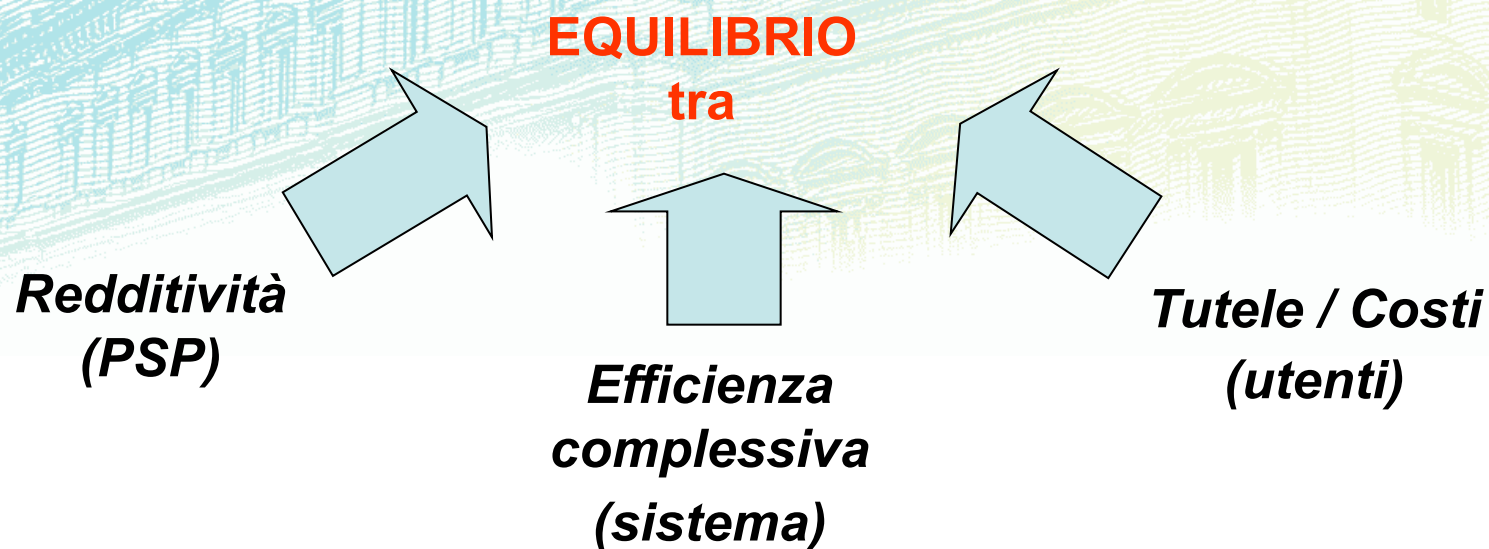 EQUILIBRIO
tra
Redditività
(PSP)
Efficienza
complessiva
(sistema)
Tutele / Costi
(utenti)